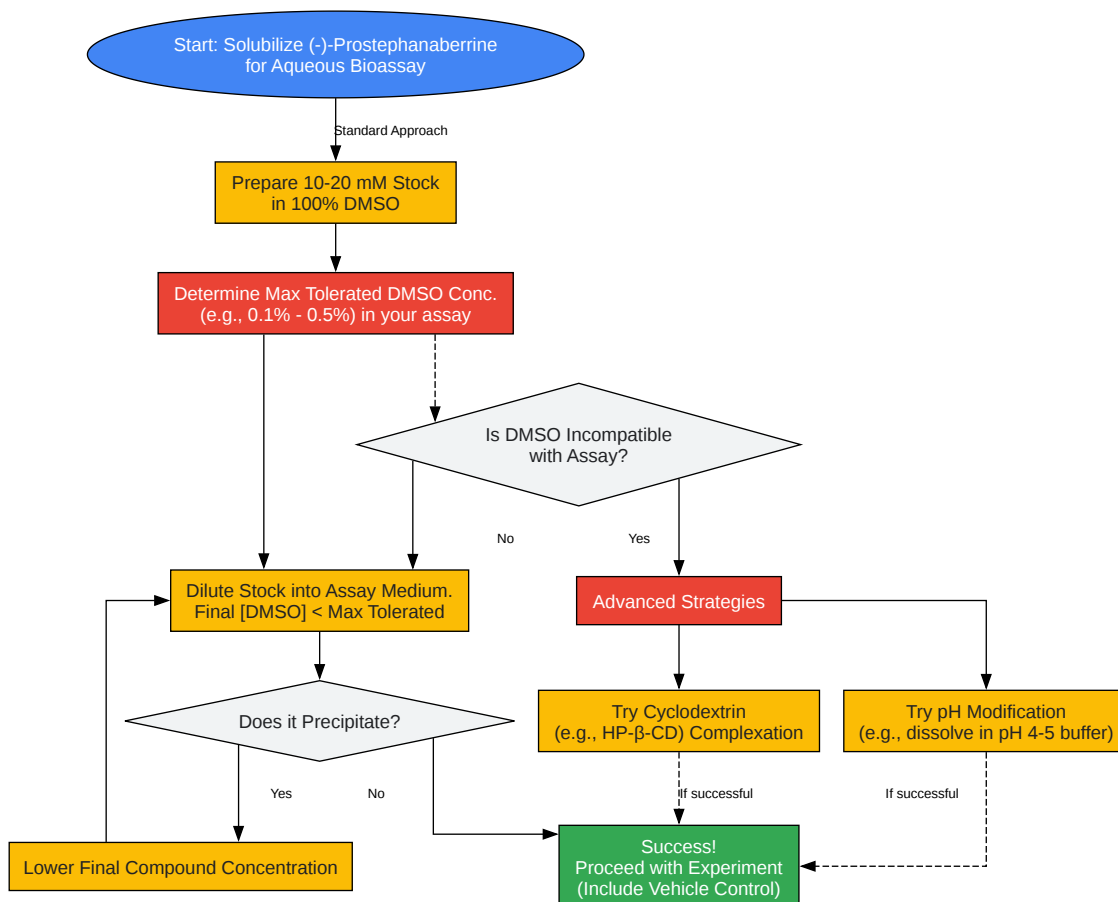 Start: Solubilize (-)-Prostephanaberrine
for Aqueous Bioassay
Standard Approach
Prepare 10-20 mM Stock
in 100% DMSO
Determine Max Tolerated DMSO Conc.
(e.g., 0.1% - 0.5%) in your assay
Is DMSO Incompatible
with Assay?
No
Yes
Dilute Stock into Assay Medium.
Final [DMSO] < Max Tolerated
Advanced Strategies
Does it Precipitate?
Try Cyclodextrin
(e.g., HP-β-CD) Complexation
Try pH Modification
(e.g., dissolve in pH 4-5 buffer)
Yes
No
If successful
If successful
Lower Final Compound Concentration
Success!
Proceed with Experiment
(Include Vehicle Control)